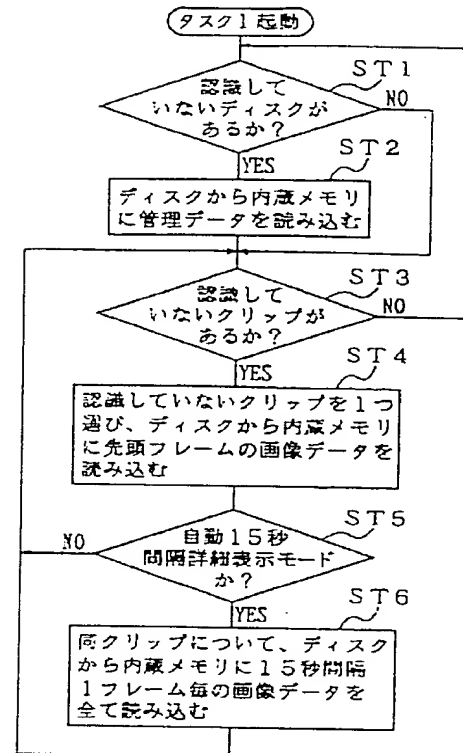 タスク1起動
ST1
認識して
いないディスクが
あるか?
NO
YES
ST2
ディスクから内蔵メモリ
に管理データを読み込む
ST3
認識して
いないクリップが
あるか?
NO
YES
ST4
認識していないクリップを1つ
選び、ディスクから内蔵メモリ
に先頭フレームの画像データを
読み込む
ST5
自動15秒
間隔詳細表示モード
か?
NO
YES
ST6
同クリップについて、ディスク
から内蔵メモリに15秒間隔
1フレーム毎の画像データを
全て読み込む